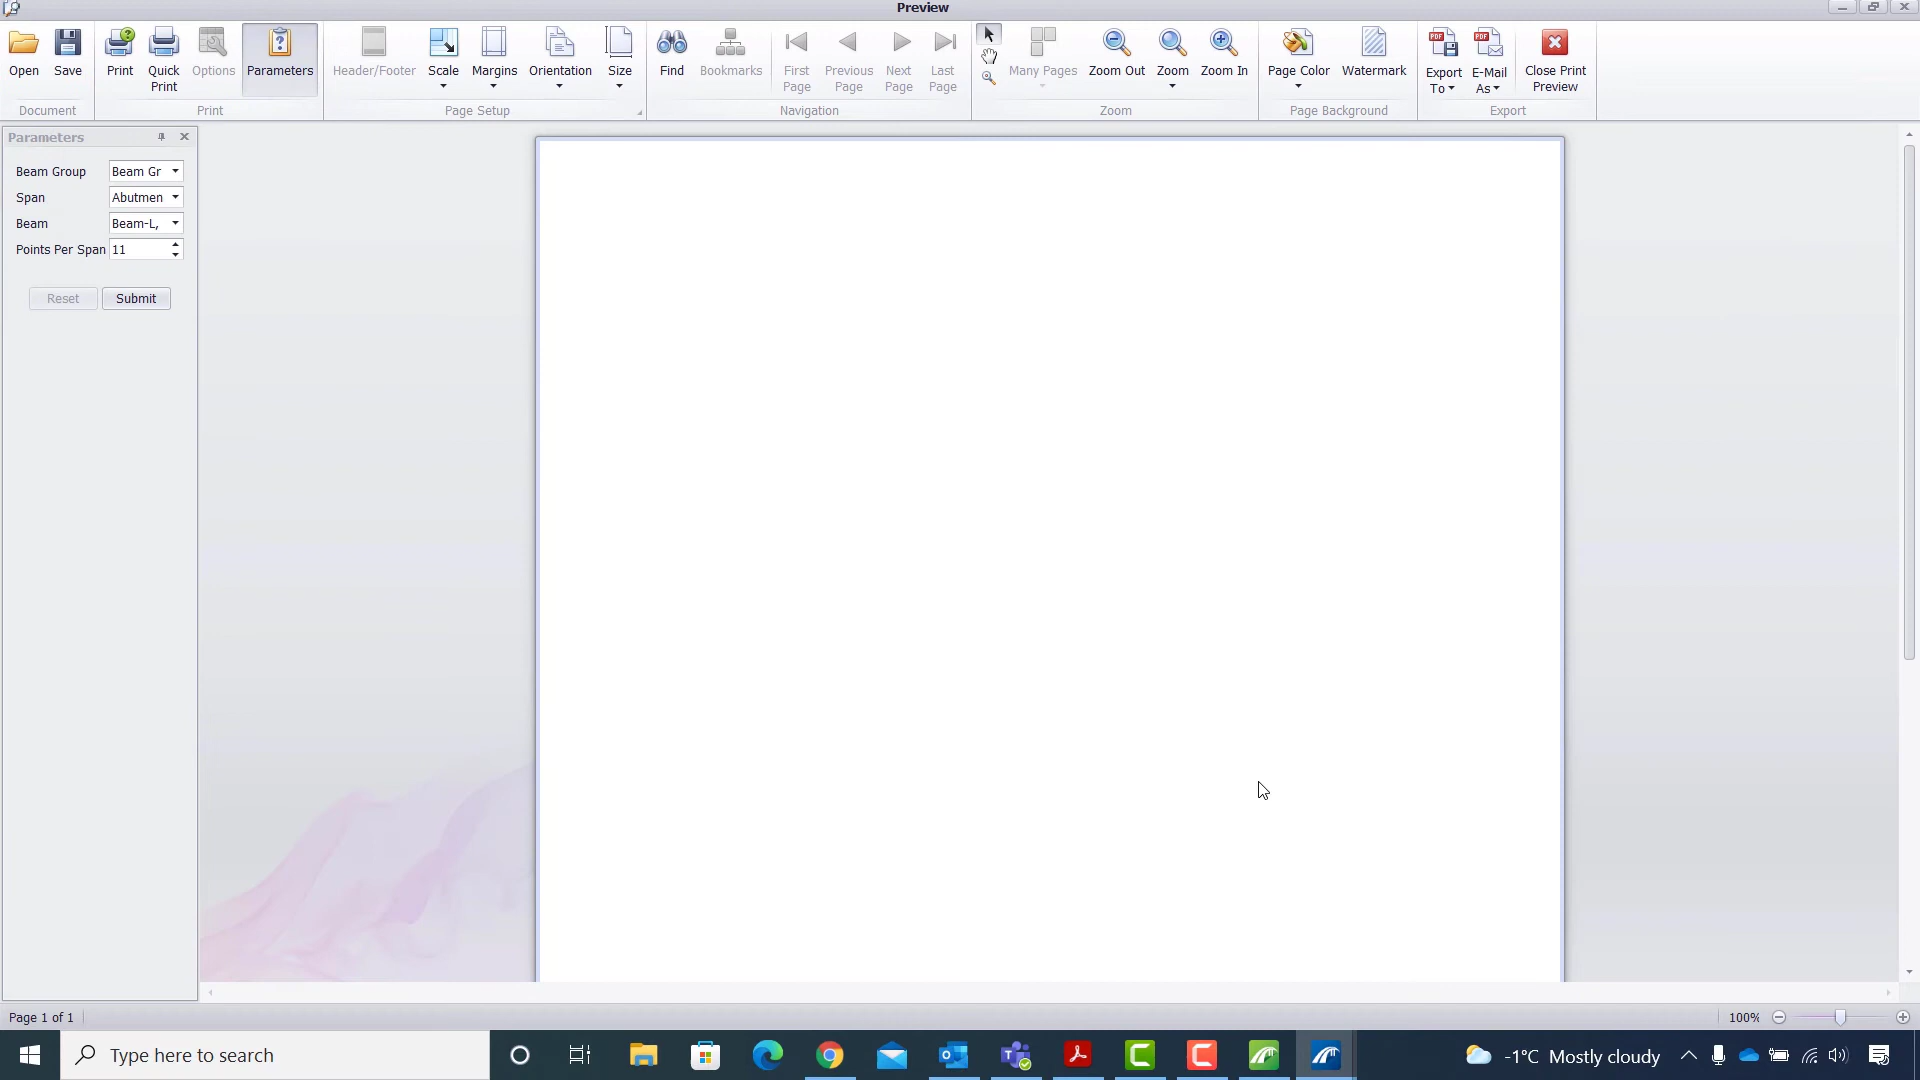 Preview
Open
Save
Print
Quick
Print
Options
Parameters
Header/Footer
Scale
Margins
Orientation
Size
Find
Bookmarks
First
Page
Previous
Page
Next
Page
Last
Page
Many Pages
Zoom Out
Zoom
Zoom In
Page Color
Watermark
Export
To
E-Mail
As
Close Print
Preview
Document
Print
Page Setup
Navigation
Zoom
Page Background
Export
Parameters
Beam Group Beam Gr
Span Abutmen
Beam Beam-L,
Points Per Span 11
Reset Submit
Page 1 of 1
100%
Type here to search
-1°C Mostly cloudy